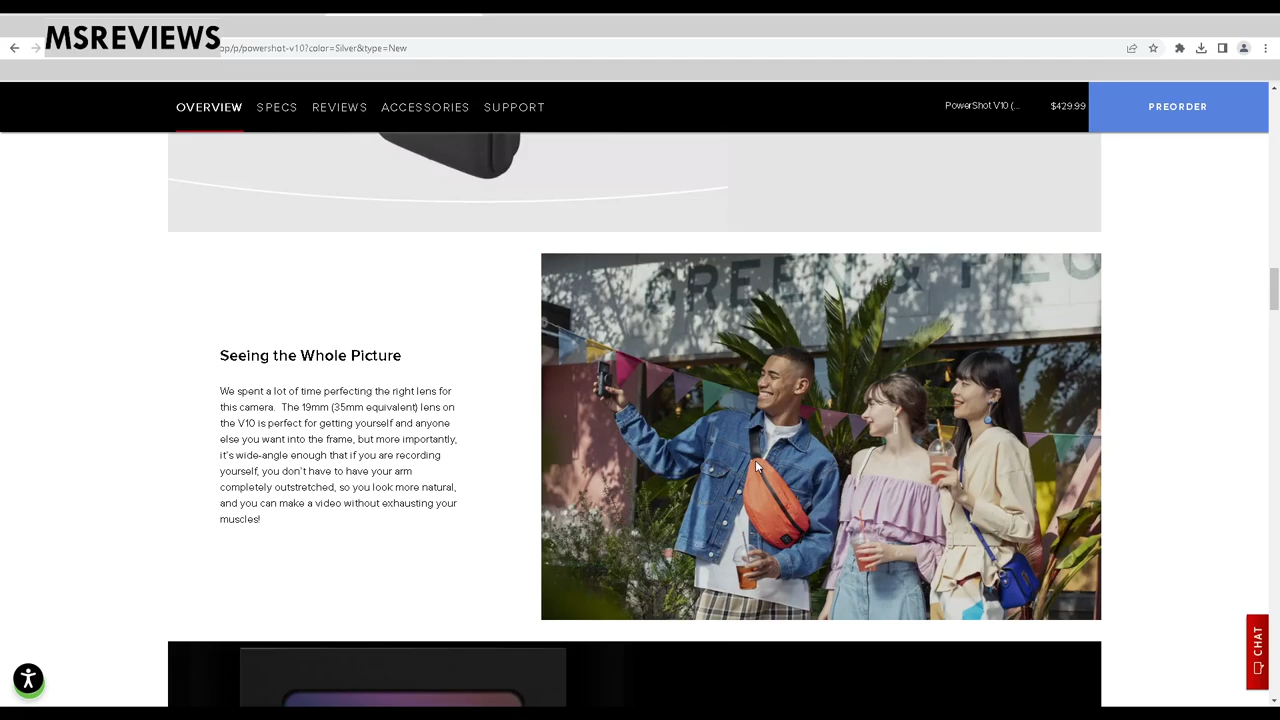 MSREVIEWS
op/p/powershot-v10?color=Silver&type=New
OVERVIEW SPECS REVIEWS ACCESSORIES SUPPORT
PowerShot V10 (... $429.99 PREORDER
GREEN & FLO
Seeing the Whole Picture
We spent a lot of time perfecting the right lens for
this camera. The 19mm (35mm equivalent) lens on
the V10 is perfect for getting yourself and anyone
else you want into the frame, but more importantly,
it's wide-angle enough that if you are recording
yourself, you don't have to have your arm
completely outstretched, so you look more natural,
and you can make a video without exhausting your
muscles!
CHAT